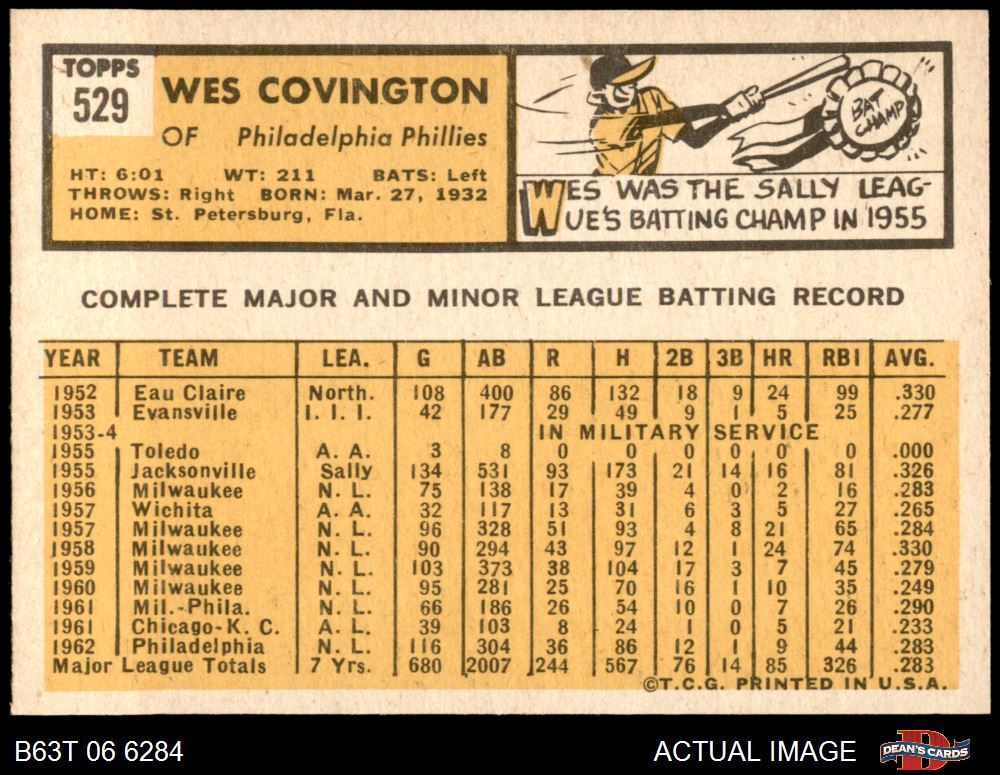 TOPPS
529
WES COVINGTON
OF Philadelphia Phillies
HT: 6:01 WT: 211 BATS: Left
THROWS: Right BORN: Mar. 27, 1932
HOME: St. Petersburg, Fla.
BAT
CHAMP
WES WAS THE SALLY LEAG-
UE'S BATTING CHAMP IN 1955
COMPLETE MAJOR AND MINOR LEAGUE BATTING RECORD
YEAR TEAM LEA. G AB R H 2B 3B HR RBI AVG.
1952 Eau Claire North. 108 400 86 132 18 9 24 99 .330
1953 Evansville I. I. I. 42 177 29 49 9 1 5 25 .277
1953-4 IN MILITARY SERVICE
1955 Toledo A. A. 3 8 0 0 0 0 0 0 .000
1955 Jacksonville Sally 134 531 93 173 21 14 16 81 .326
1956 Milwaukee N. L. 75 138 17 39 4 0 2 16 .283
1957 Wichita A. A. 32 117 13 31 6 3 5 27 .265
1957 Milwaukee N. L. 96 328 51 93 4 8 21 65 .284
1958 Milwaukee N. L. 90 294 43 97 12 1 24 74 .330
1959 Milwaukee N. L. 103 373 38 104 17 3 7 45 .279
1960 Milwaukee N. L. 95 281 25 70 16 1 10 35 .249
1961 Mil.-Phila. N. L. 66 186 26 54 10 0 7 26 .290
1961 Chicago-K. C. A. L. 39 103 8 24 1 0 5 21 .233
1962 Philadelphia N. L. 116 304 36 86 12 1 9 44 .283
Major League Totals 7 Yrs. 680 2007 244 567 76 14 85 326 .283
©T.C.G. PRINTED IN U.S.A.
B63T 06 6284 ACTUAL IMAGE
DEAN'S CARDS